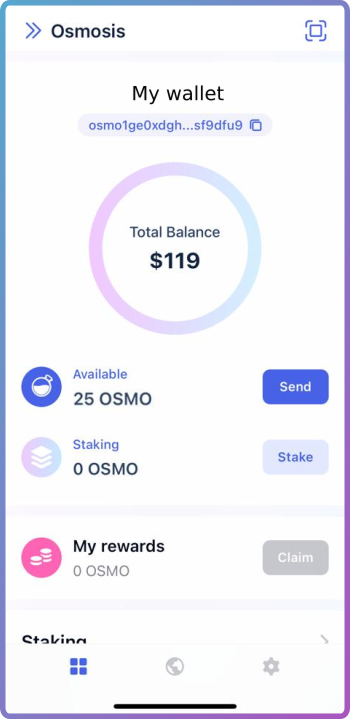 Osmosis
My wallet
osmo1ge0xdgh...sf9dfu9
Total Balance
$119
Available
25 OSMO
Send
Staking
0 OSMO
Stake
My rewards
0 OSMO
Claim
Staking